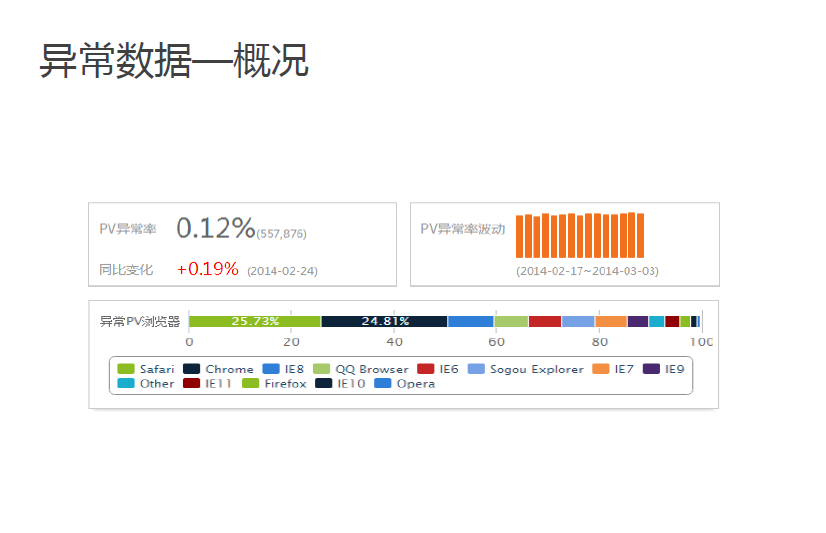 异常数据—概况
PV异常率 0.12%(557,876)
同比变化 +0.19% (2014-02-24)
PV异常率波动
(2014-02-17~2014-03-03)
异常PV浏览器 25.73% 24.81%
0 20 40 60 80 100
Safari Chrome IE8 QQ Browser IE6 Sogou Explorer IE7 IE9
Other IE11 Firefox IE10 Opera